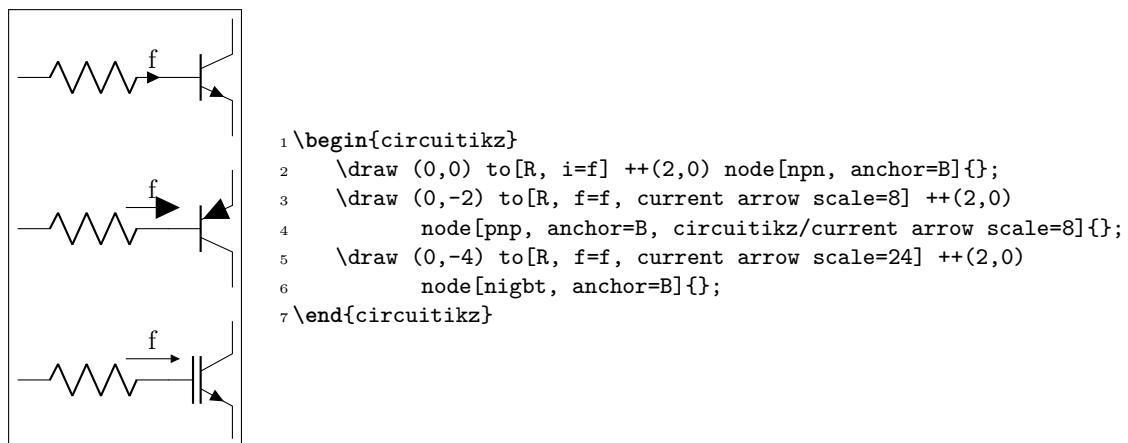 f
f
f
1 \begin{circuitikz}
2 \draw (0,0) to[R, i=f] ++(2,0) node[npn, anchor=B]{};
3 \draw (0,-2) to[R, f=f, current arrow scale=8] ++(2,0)
4 node[pnp, anchor=B, circuitikz/current arrow scale=8]{};
5 \draw (0,-4) to[R, f=f, current arrow scale=24] ++(2,0)
6 node[nigbt, anchor=B]{};
7 \end{circuitikz}